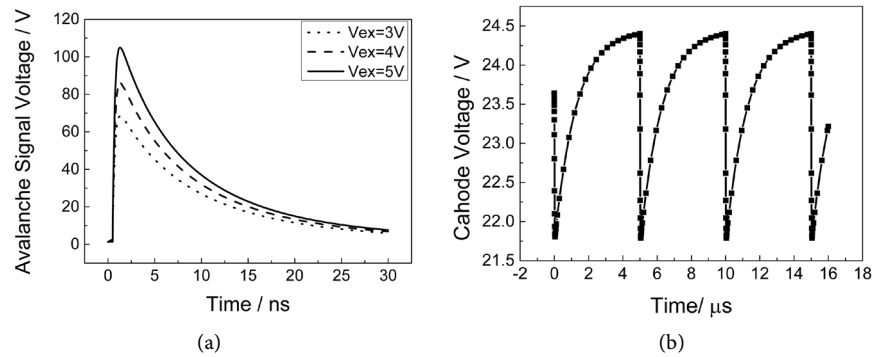 (a)
120
100
80
60
40
20
0
Avalanche Signal Voltage / V
Vex=3V
Vex=4V
Vex=5V
0 5 10 15 20 25 30
Time / ns
(a)
(b)
24.5
24.0
23.5
23.0
22.5
22.0
21.5
Cahode Voltage / V
-2 0 2 4 6 8 10 12 14 16 18
Time/ μs
(b)